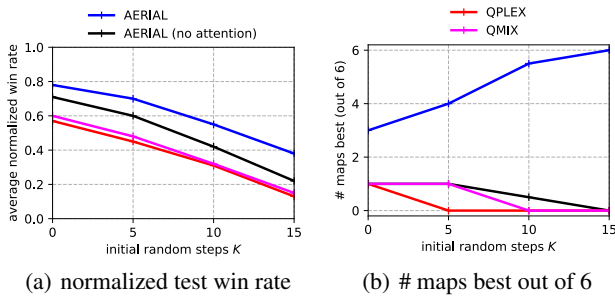 AERIAL
AERIAL (no attention)
QPLEX
QMIX
average normalized win rate
1.0
0.8
0.6
0.4
0.2
0.0
0 5 10 15
initial random steps K
# maps best (out of 6)
6
4
2
0
0 5 10 15
initial random steps K
(a) normalized test win rate
(b) # maps best out of 6